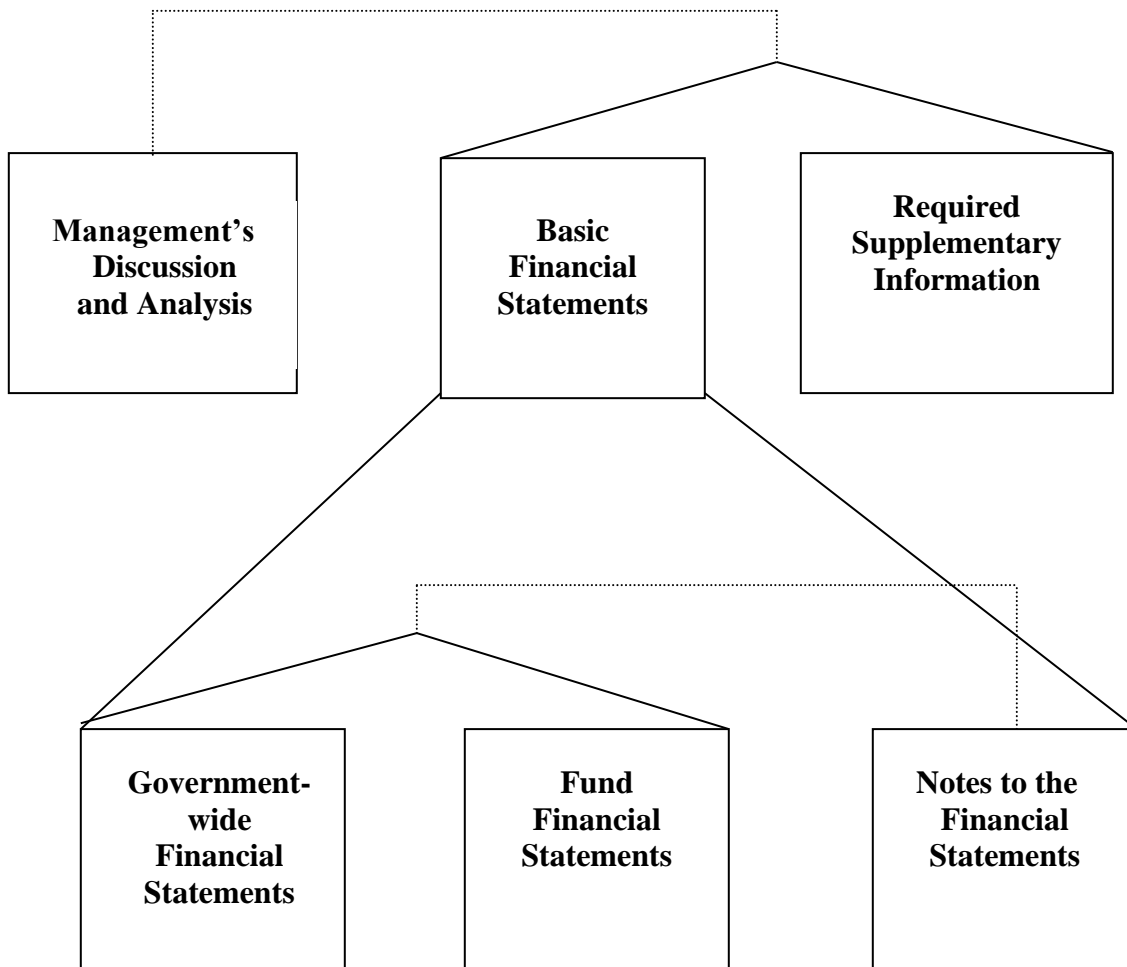 Management’s
Discussion
and Analysis
Basic
Financial
Statements
Required
Supplementary
Information
Government-
wide
Financial
Statements
Fund
Financial
Statements
Notes to the
Financial
Statements